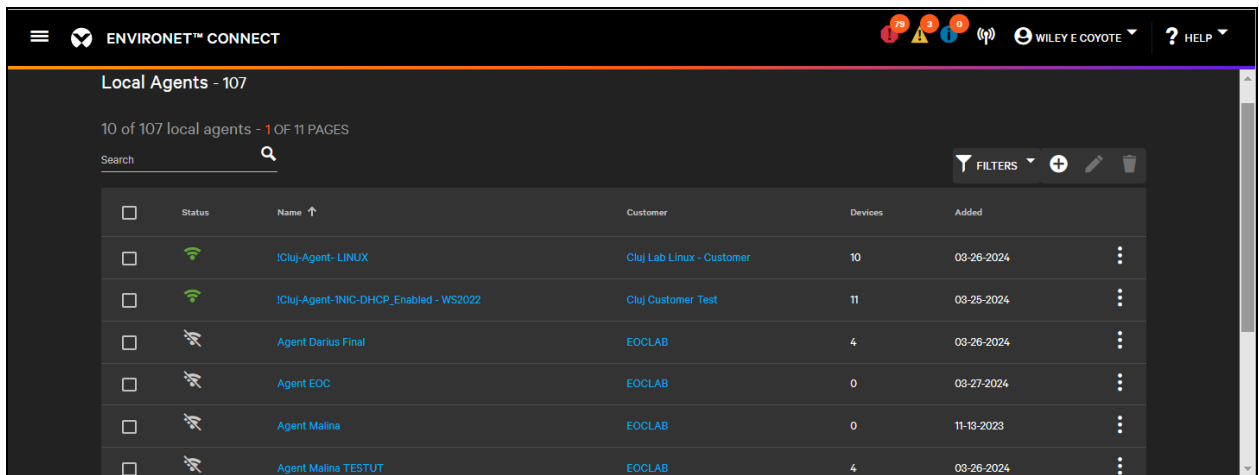 79 3 0
ENVIRONET™ CONNECT WILEY E COYOTE ? HELP
Local Agents - 107
10 of 107 local agents - 1 OF 11 PAGES
Search FILTERS
Status Name Customer Devices Added
!Cluj-Agent- LINUX Cluj Lab Linux - Customer 10 03-26-2024
!Cluj-Agent-1NIC-DHCP_Enabled - WS2022 Cluj Customer Test 11 03-25-2024
Agent Darius Final EOCLAB 4 03-26-2024
Agent EOC EOCLAB 0 03-27-2024
Agent Malina EOCLAB 0 11-13-2023
Agent Malina TESTUT EOCLAB 4 03-26-2024